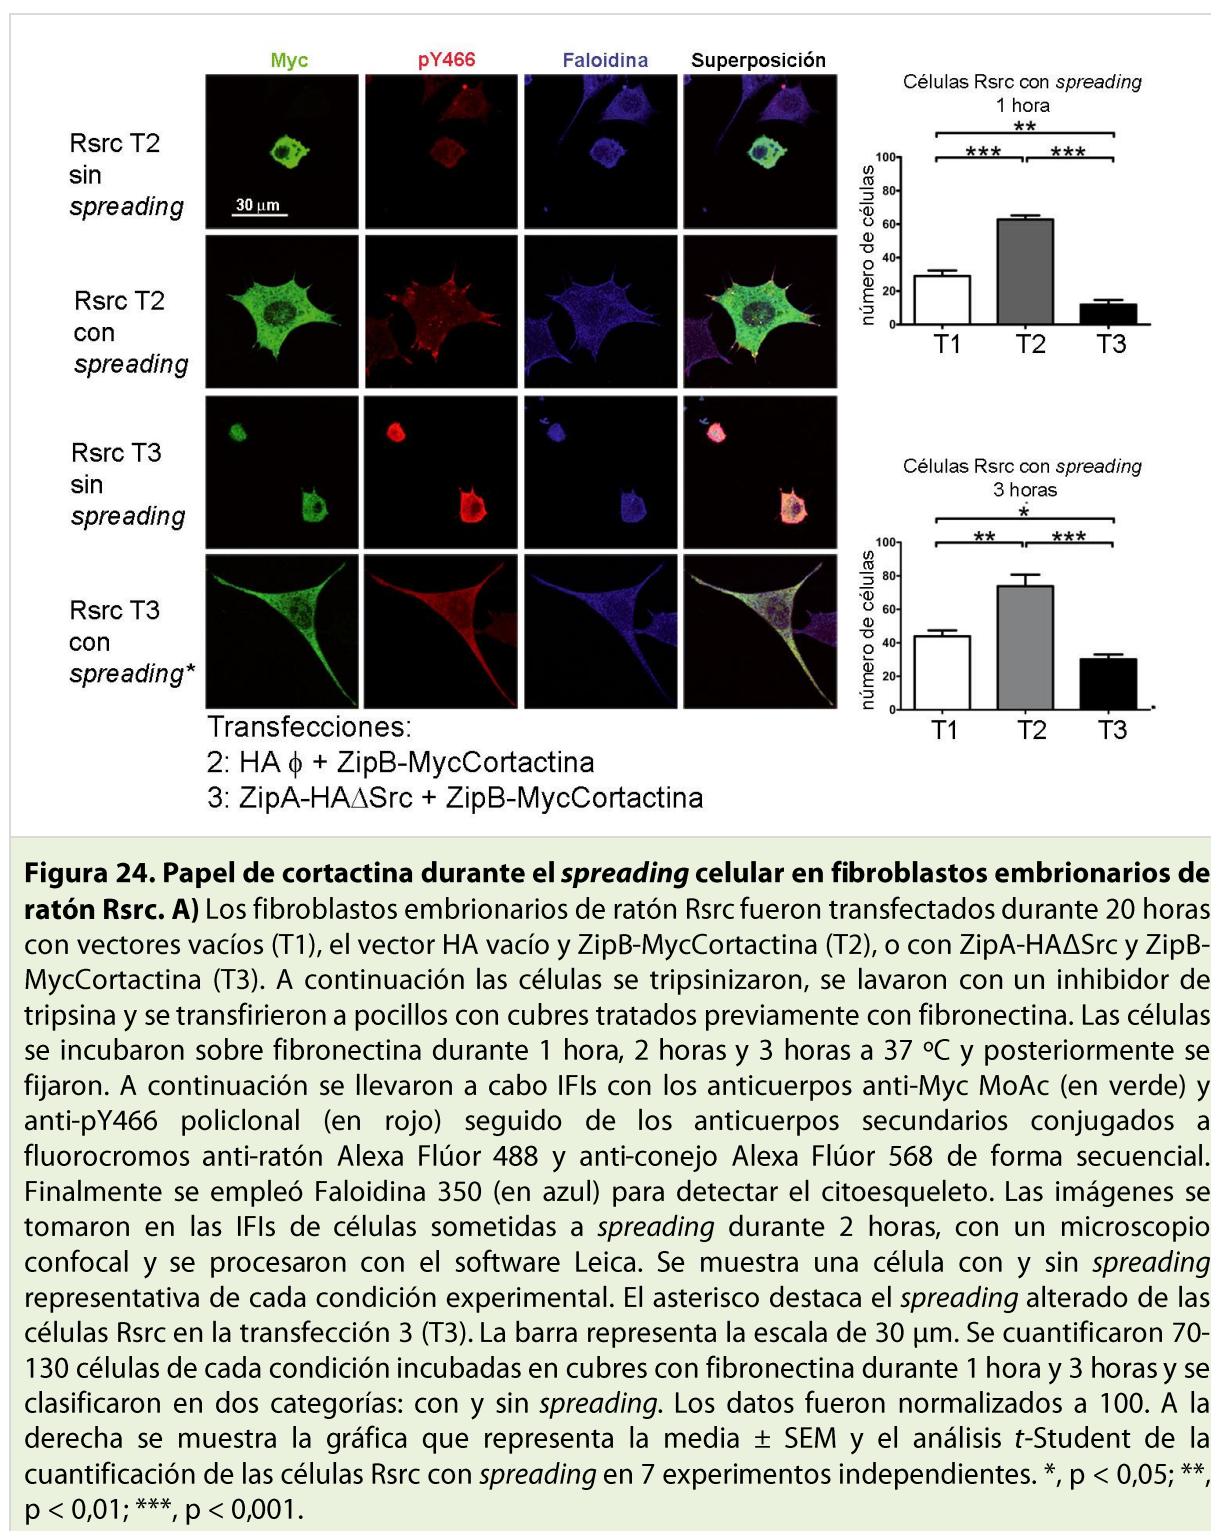 Myc
pY466
Faloidina
Superposición
Rsrc T2
sin
spreading
30 µm
Rsrc T2
con
spreading
Rsrc T3
sin
spreading
Rsrc T3
con
spreading*
Transfecciones:
2: HA ϕ + ZipB-MycCortactina
3: ZipA-HAΔSrc + ZipB-MycCortactina
Células Rsrc con spreading
1 hora
**
*** ***
número de células
100
80
60
40
20
0
T1 T2 T3
Células Rsrc con spreading
3 horas
*
** ***
número de células
100
80
60
40
20
0
T1 T2 T3
Figura 24. Papel de cortactina durante el spreading celular en fibroblastos embrionarios de
ratón Rsrc. A) Los fibroblastos embrionarios de ratón Rsrc fueron transfectados durante 20 horas
con vectores vacíos (T1), el vector HA vacío y ZipB-MycCortactina (T2), o con ZipA-HAΔSrc y ZipB-
MycCortactina (T3). A continuación las células se tripsinizaron, se lavaron con un inhibidor de
tripsina y se transfirieron a pocillos con cubres tratados previamente con fibronectina. Las células
se incubaron sobre fibronectina durante 1 hora, 2 horas y 3 horas a 37 ºC y posteriormente se
fijaron. A continuación se llevaron a cabo IFIs con los anticuerpos anti-Myc MoAc (en verde) y
anti-pY466 policlonal (en rojo) seguido de los anticuerpos secundarios conjugados a
fluorocromos anti-ratón Alexa Flúor 488 y anti-conejo Alexa Flúor 568 de forma secuencial.
Finalmente se empleó Faloidina 350 (en azul) para detectar el citoesqueleto. Las imágenes se
tomaron en las IFIs de células sometidas a spreading durante 2 horas, con un microscopio
confocal y se procesaron con el software Leica. Se muestra una célula con y sin spreading
representativa de cada condición experimental. El asterisco destaca el spreading alterado de las
células Rsrc en la transfección 3 (T3). La barra representa la escala de 30 µm. Se cuantificaron 70-
130 células de cada condición incubadas en cubres con fibronectina durante 1 hora y 3 horas y se
clasificaron en dos categorías: con y sin spreading. Los datos fueron normalizados a 100. A la
derecha se muestra la gráfica que representa la media ± SEM y el análisis t-Student de la
cuantificación de las células Rsrc con spreading en 7 experimentos independientes. *, p < 0,05; **,
p < 0,01; ***, p < 0,001.